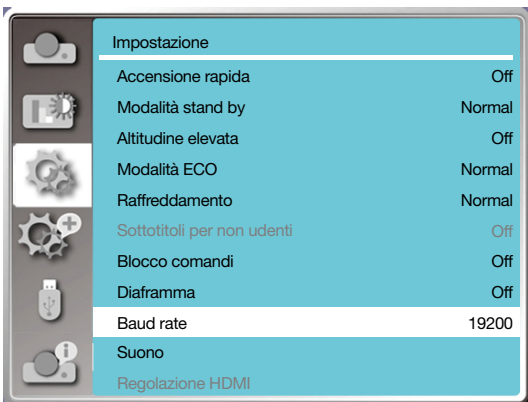 Impostazione
Accensione rapida Off
Modalità stand by Normal
Altitudine elevata Off
Modalità ECO Normal
Raffreddamento Normal
Sottotitoli per non udenti Off
Blocco comandi Off
Diaframma Off
Baud rate 19200
Suono
Regolazione HDMI